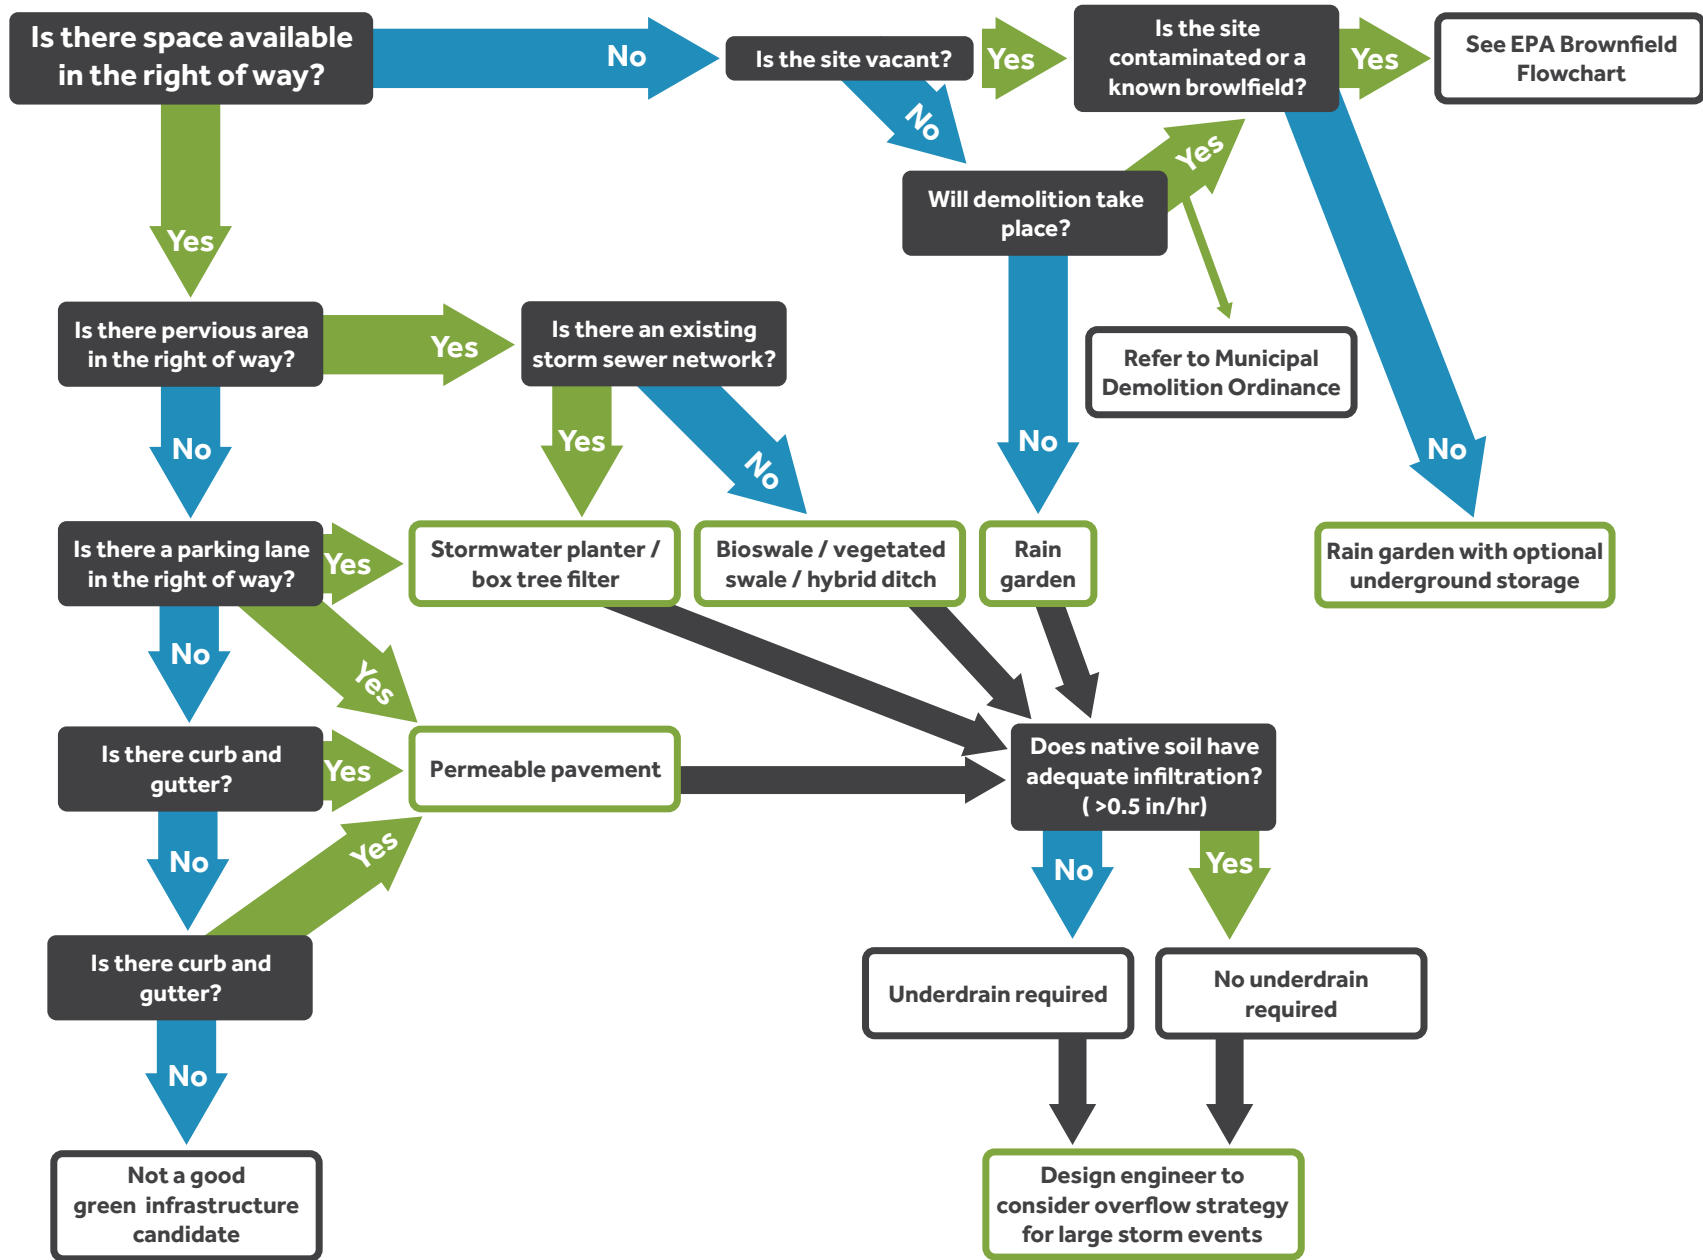 Is there space available
in the right of way?
No
Is the site vacant?
Yes
Is the site
contaminated or a
known browlfield?
Yes
See EPA Brownfield
Flowchart
No
Yes
Will demolition take
place?
Yes
Is there pervious area
in the right of way?
Yes
Is there an existing
storm sewer network?
Refer to Municipal
Demolition Ordinance
No
Yes
No
No
No
Is there a parking lane
in the right of way?
Yes
Stormwater planter /
box tree filter
Bioswale / vegetated
swale / hybrid ditch
Rain
garden
Rain garden with optional
underground storage
No
Yes
Is there curb and
gutter?
Yes
Permeable pavement
Does native soil have
adequate infiltration?
( >0.5 in/hr)
No
Yes
No
Yes
Is there curb and
gutter?
Underdrain required
No underdrain
required
No
Not a good
green infrastructure
candidate
Design engineer to
consider overflow strategy
for large storm events